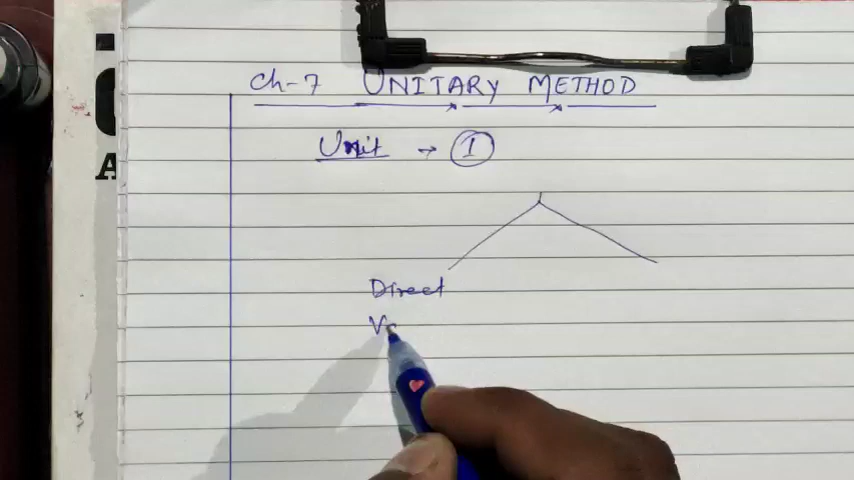 Ch-7 UNITARY METHOD
Unit → 1
Direct